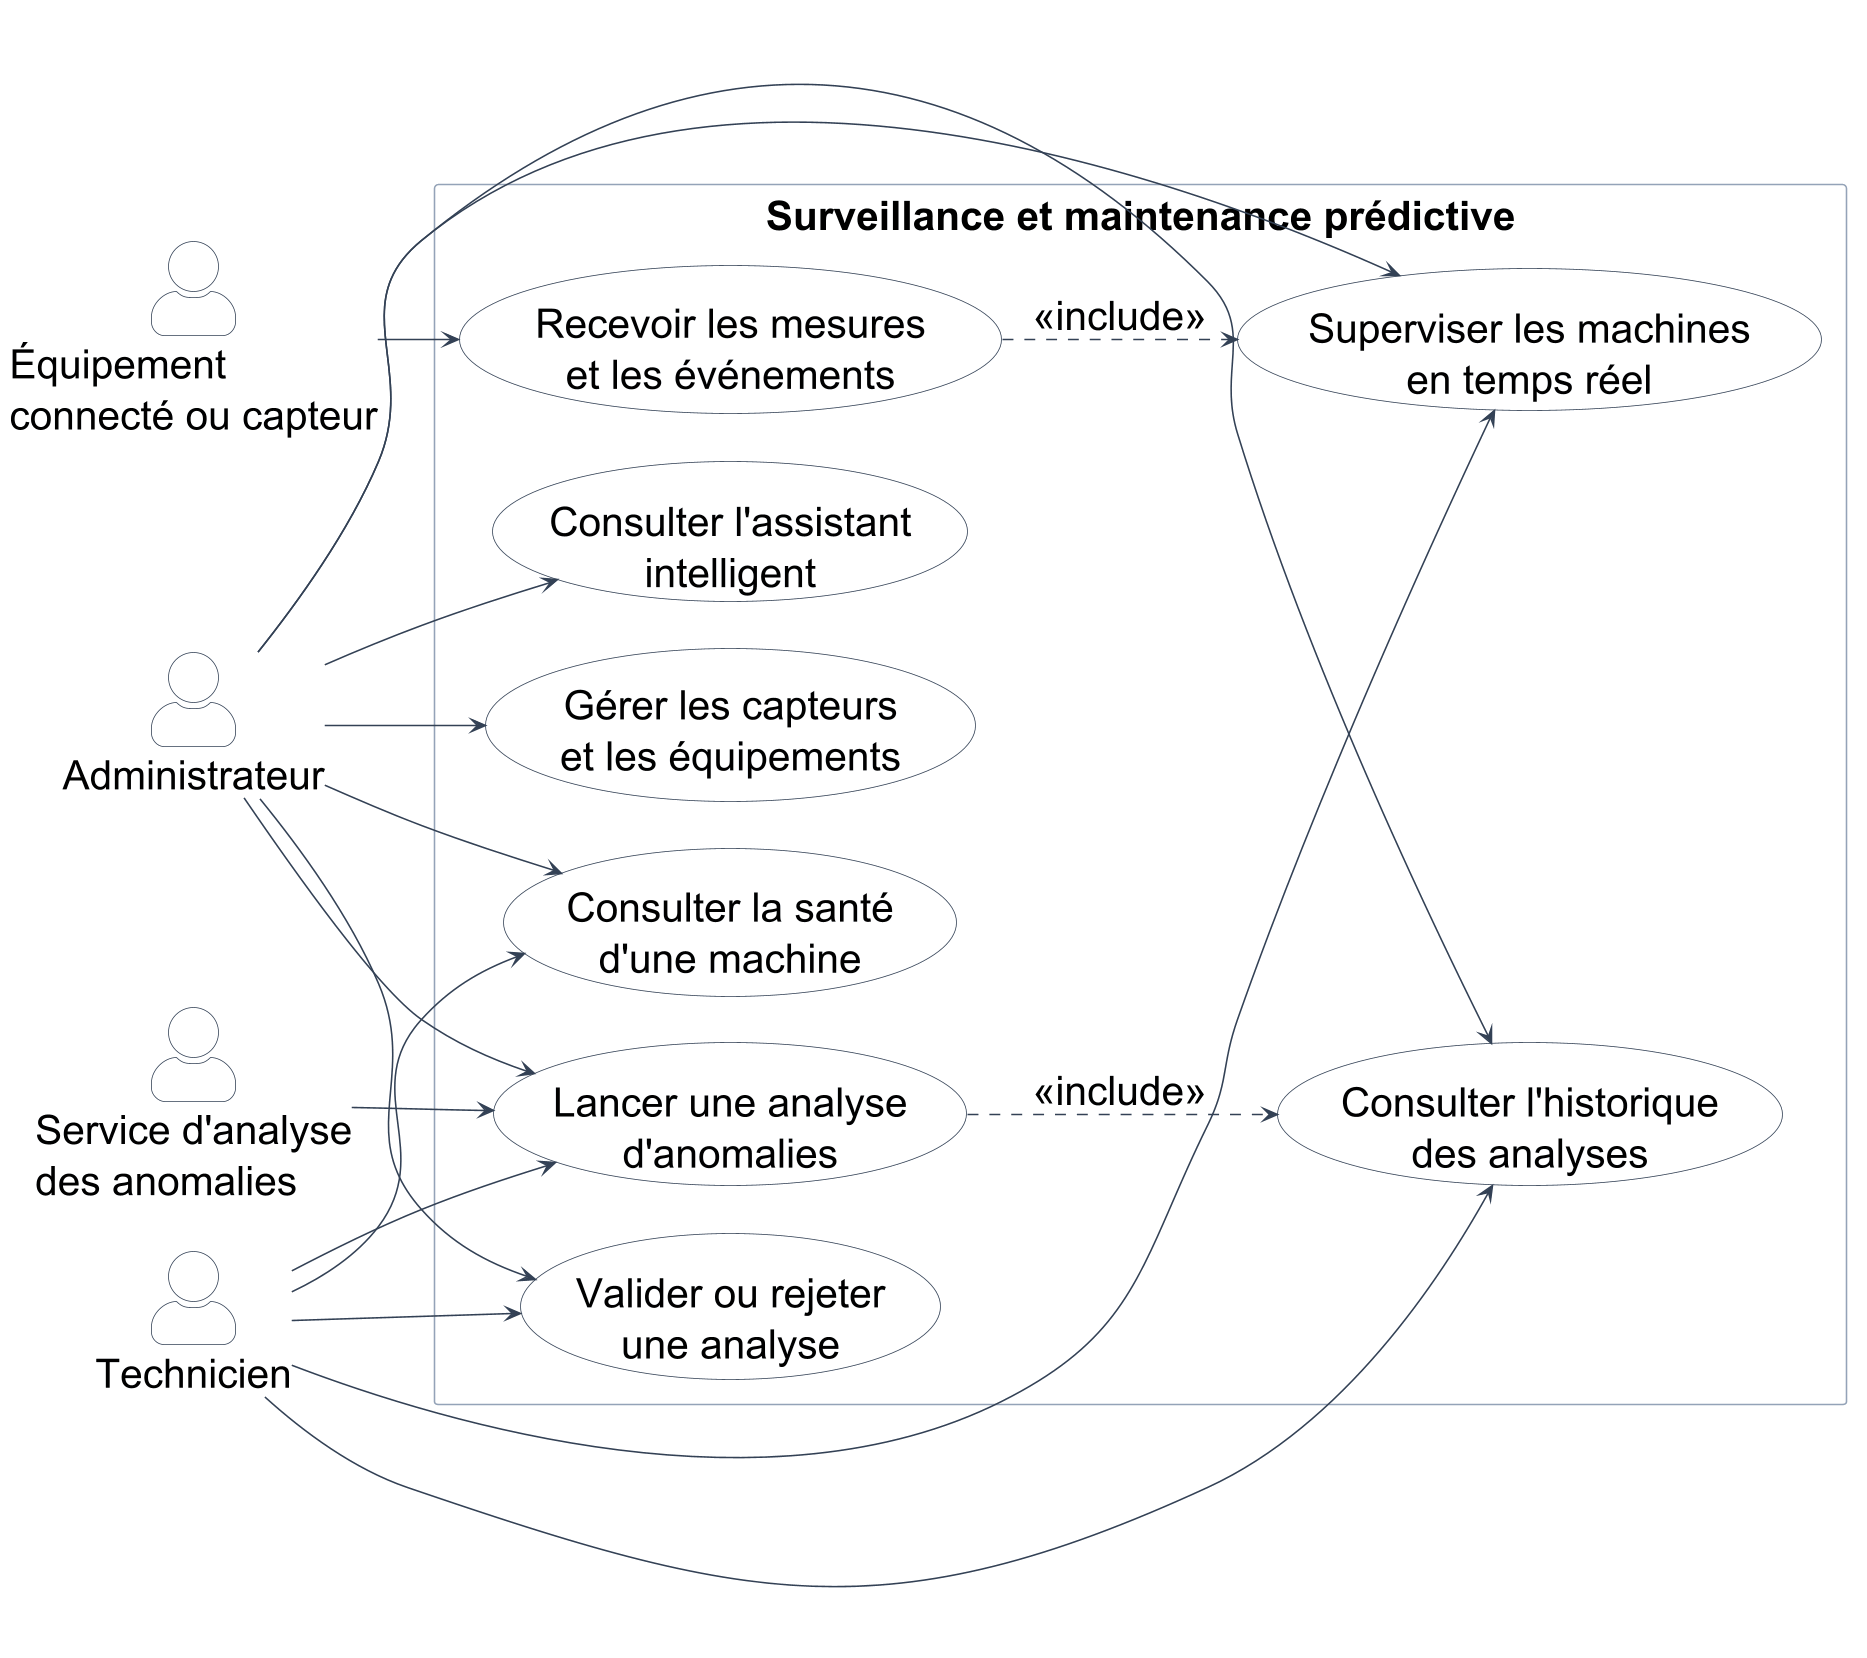 Surveillance et maintenance prédictive
Équipement
connecté ou capteur
Recevoir les mesures
et les événements
«include»
Superviser les machines
en temps réel
Consulter l'assistant
intelligent
Administrateur
Gérer les capteurs
et les équipements
Consulter la santé
d'une machine
Service d'analyse
des anomalies
Lancer une analyse
d'anomalies
«include»
Consulter l'historique
des analyses
Technicien
Valider ou rejeter
une analyse